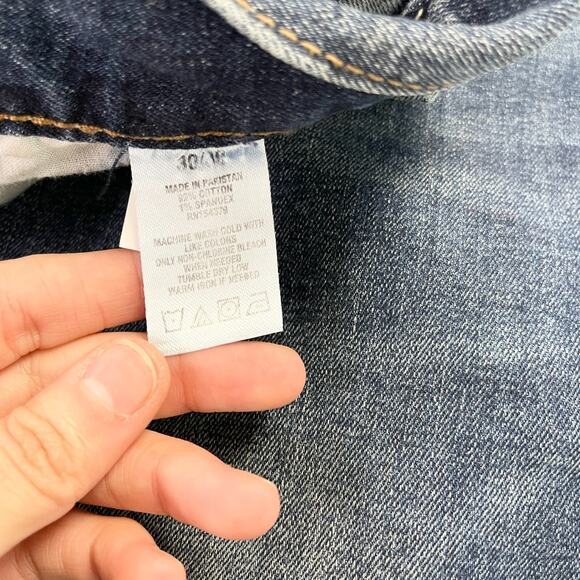 MADE IN PAKISTAN
COTTON
1% SPANDEX
MACHINE WASH COLD WITH
LIKE COLORS
ONLY NON-CHLORINE BLEACH
WHEN NEEDED
TUMBLE DRY LOW
WARM IRON IF NEEDED